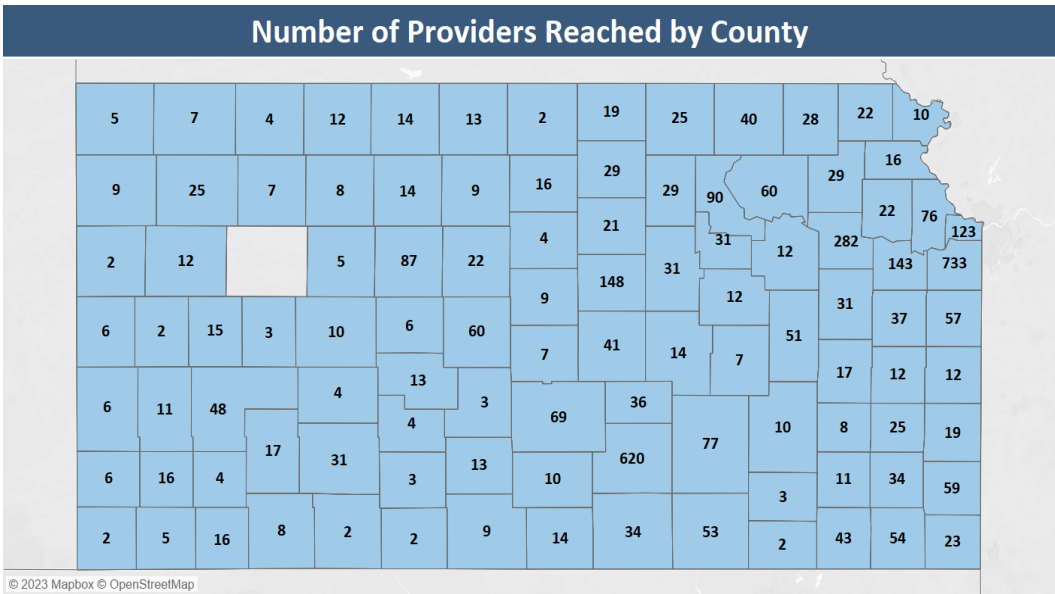 Number of Providers Reached by County
5 7 4 12 14 13 2 19 25 40 28 22 10
16
9 25 7 8 14 9 16 29 29 90 60 29
22 76
2 12 5 87 22 4 21 31 12 282 123
143 733
9 148 31 12
6 2 15 3 10 6 60 31 37 57
7 41 14 7 51
6 11 48 4 13 3 17 12 12
4 69 36 10 8 25 19
17 31 77
6 16 4 3 13 10 620 11 34 59
3
2 5 16 8 2 2 9 14 34 53 2 43 54 23
© 2023 Mapbox © OpenStreetMap